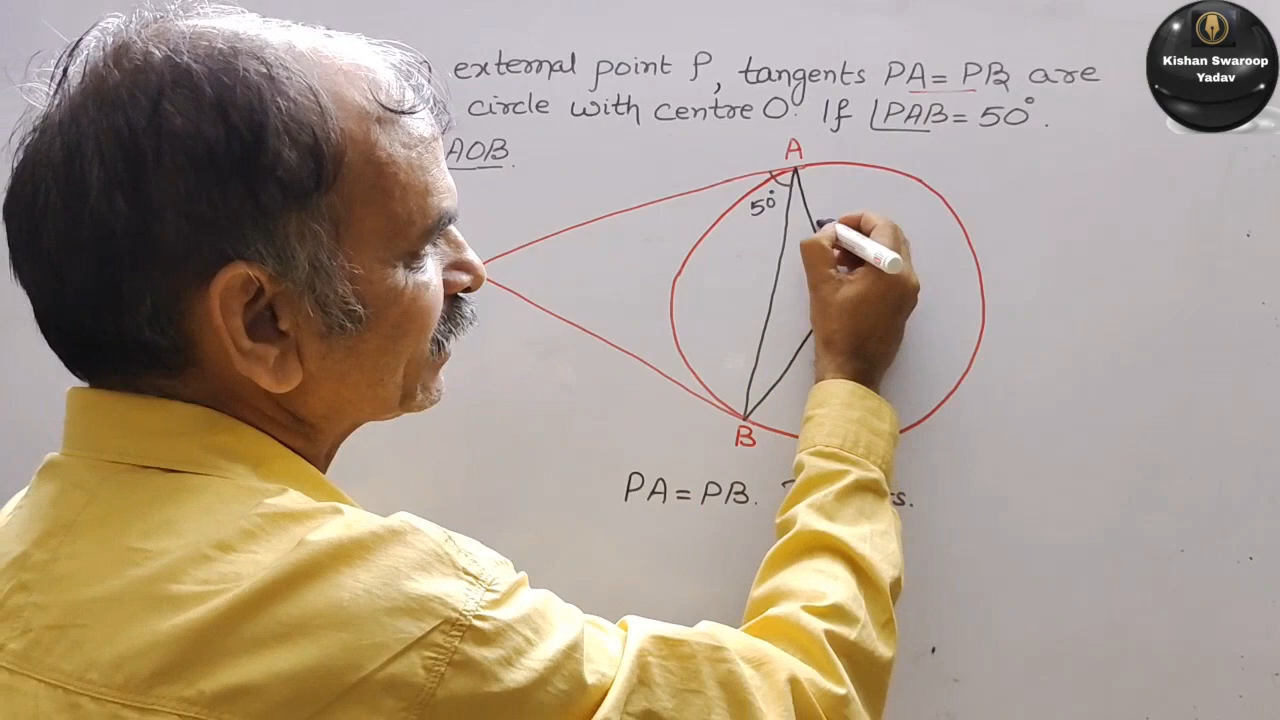 external point P, tangents PA = PB are
circle with centre O. If ∠PAB = 50°.
AOB.
A
50°
B
PA = PB.
Kishan Swaroop
Yadav